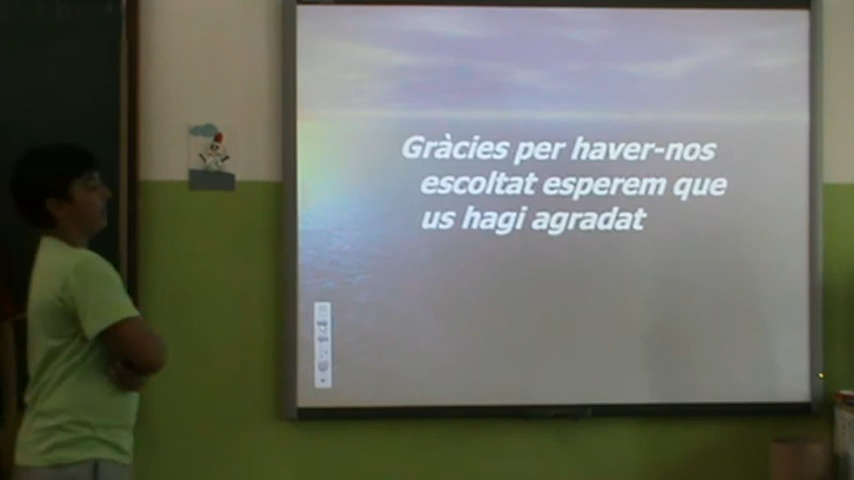 Gràcies per haver-nos
escoltat esperem que
us hagi agradat